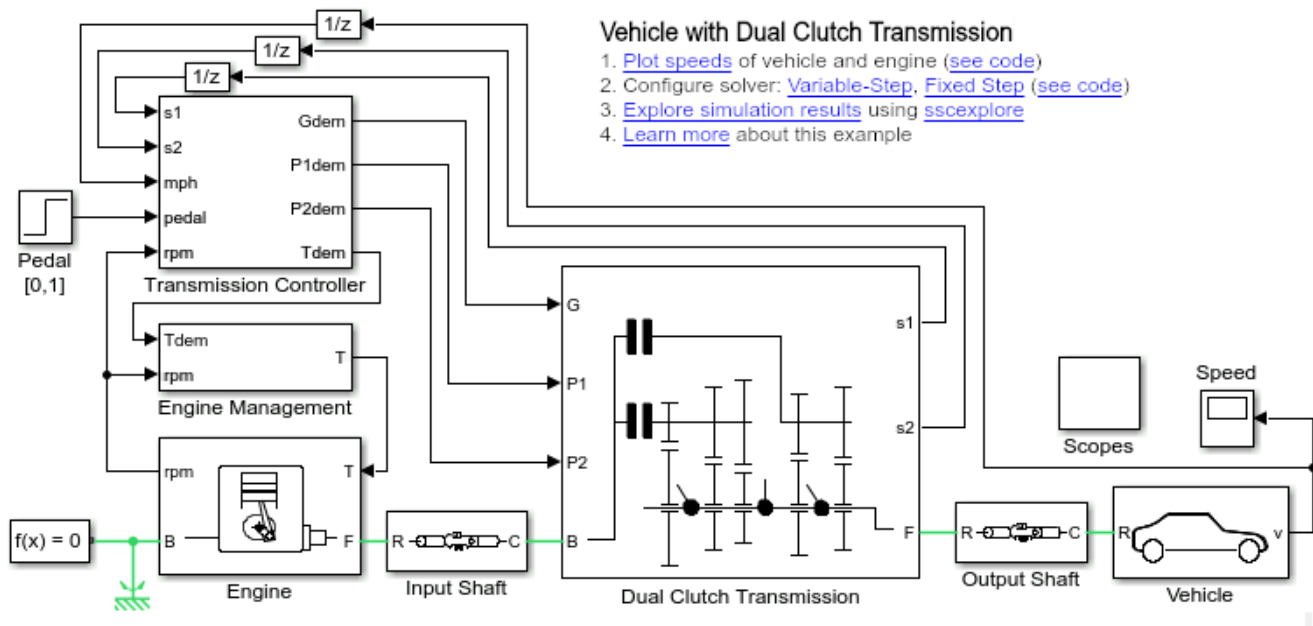 1/z
1/z
1/z
Vehicle with Dual Clutch Transmission
1. Plot speeds of vehicle and engine (see code)
2. Configure solver: Variable-Step, Fixed Step (see code)
3. Explore simulation results using sscexplore
4. Learn more about this example
s1
s2
mph
pedal
rpm
Gdem
P1dem
P2dem
Tdem
Transmission Controller
Pedal
[0,1]
Tdem
rpm
T
Engine Management
rpm
T
B
F
Engine
f(x) = 0
R
C
Input Shaft
G
P1
P2
B
s1
s2
F
Dual Clutch Transmission
R
C
Output Shaft
Scopes
Speed
R
v
Vehicle